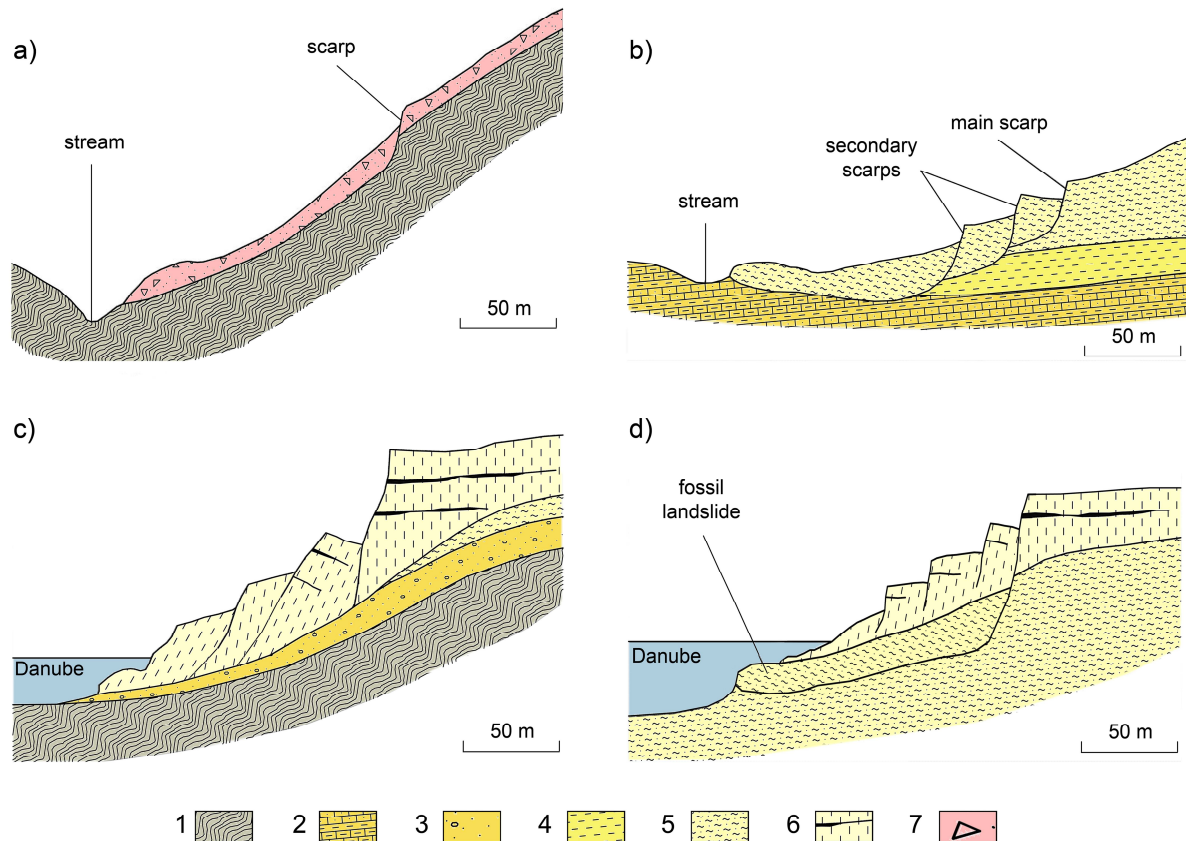 a)
scarp
stream
50 m
b)
main scarp
secondary
scarps
stream
50 m
c)
Danube
50 m
d)
fossil
landslide
Danube
50 m
1 2 3 4 5 6 7